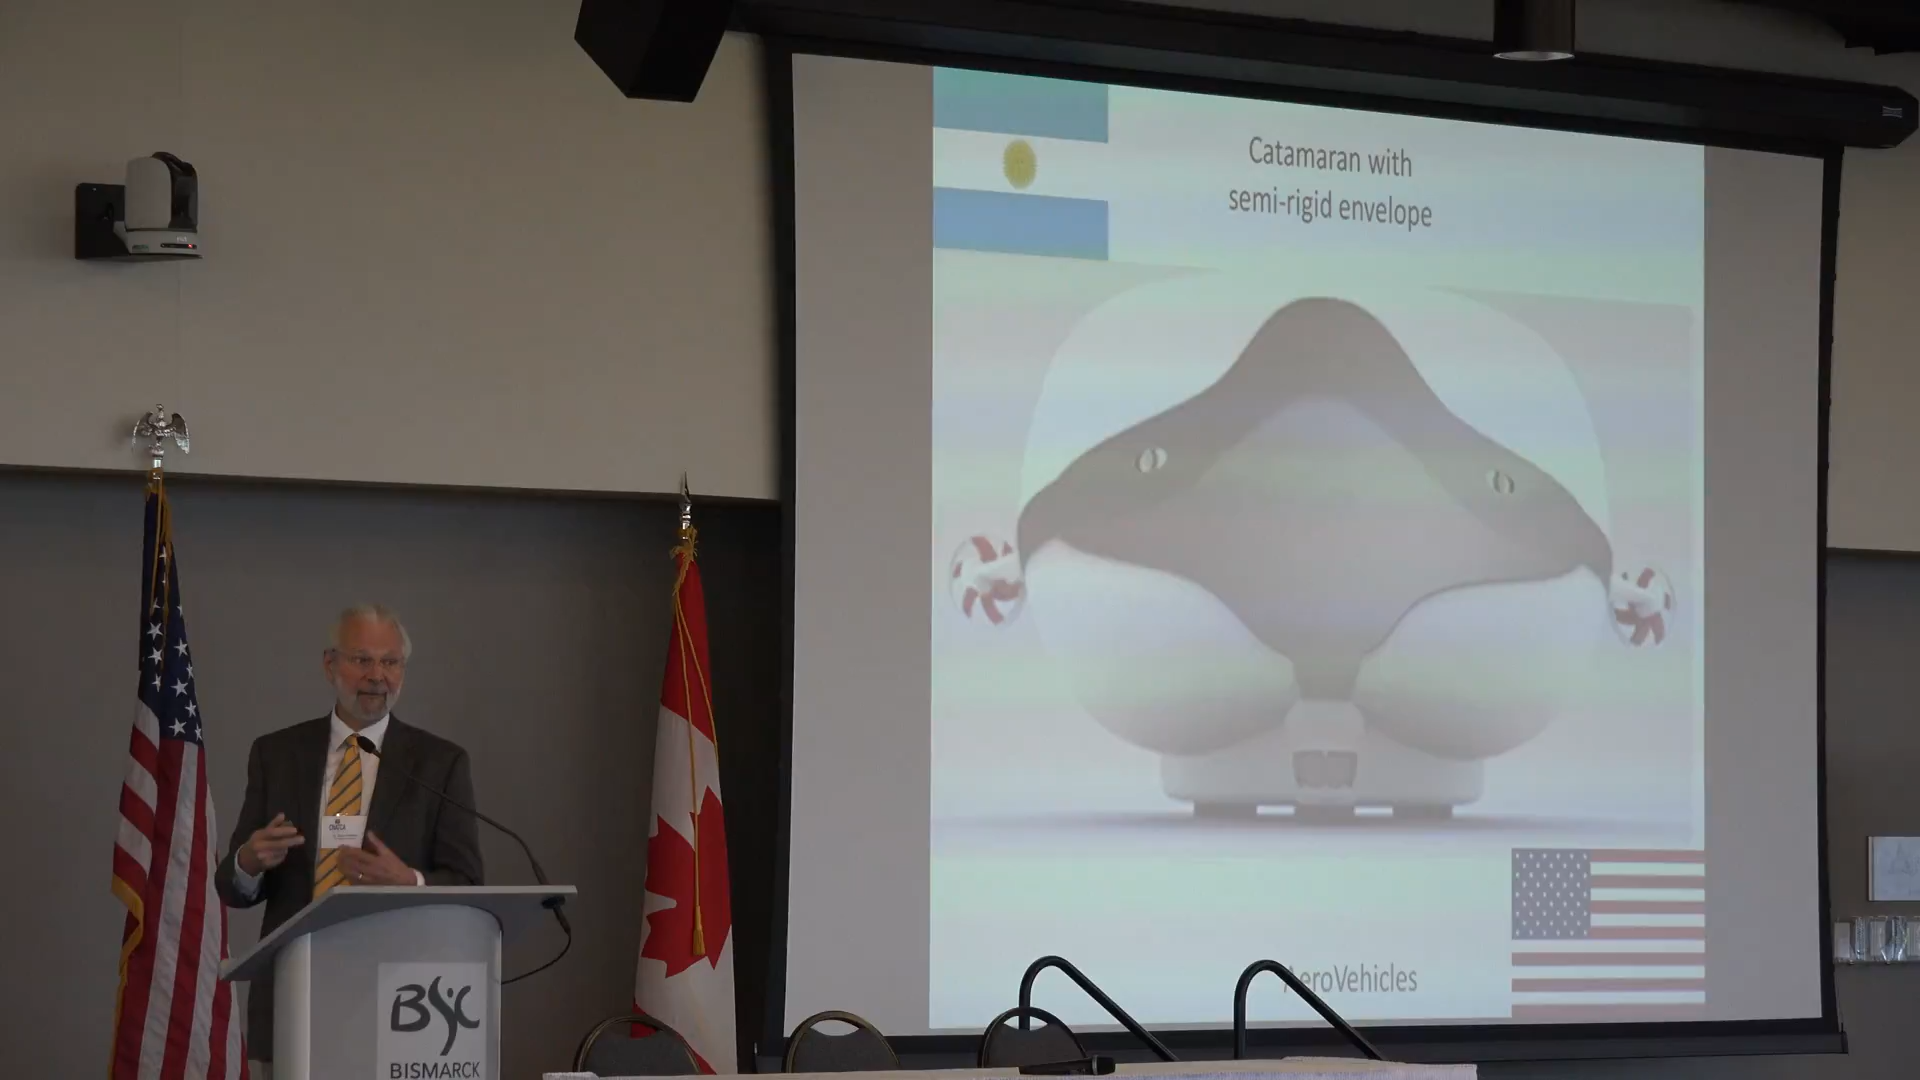 Catamaran with
semi-rigid envelope
AeroVehicles
BSC
BISMARCK